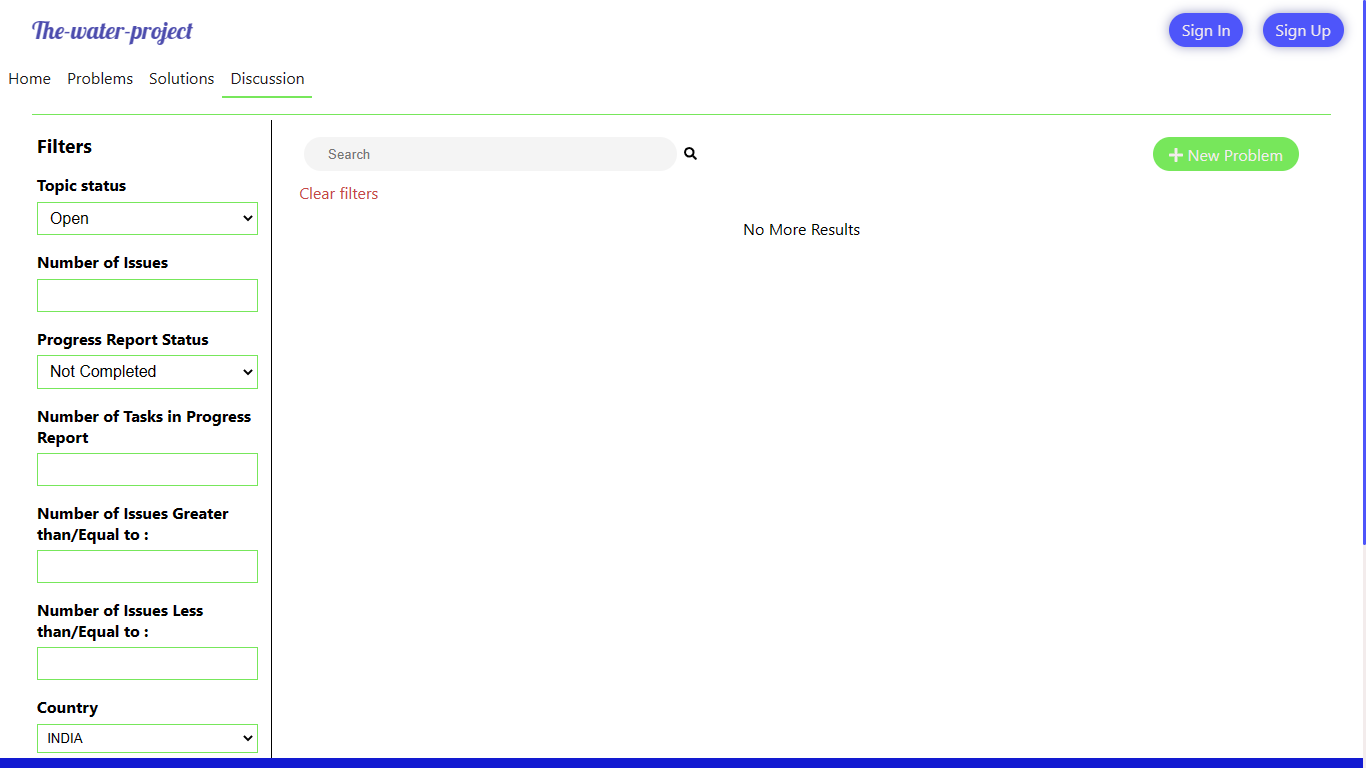 The-water-project
Sign In
Sign Up
Home
Problems
Solutions
Discussion
Filters
Topic status
Open
Number of Issues
Progress Report Status
Not Completed
Number of Tasks in Progress
Report
Number of Issues Greater
than/Equal to :
Number of Issues Less
than/Equal to :
Country
INDIA
Search
New Problem
Clear filters
No More Results